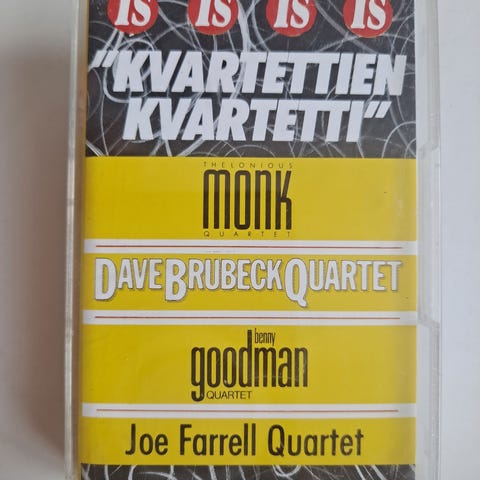 IS IS IS IS
"KVARTETTIEN
KVARTETTI"
THELONIOUS
monk
QUARTET
DAVE BRUBECK QUARTET
benny
goodman
QUARTET
Joe Farrell Quartet